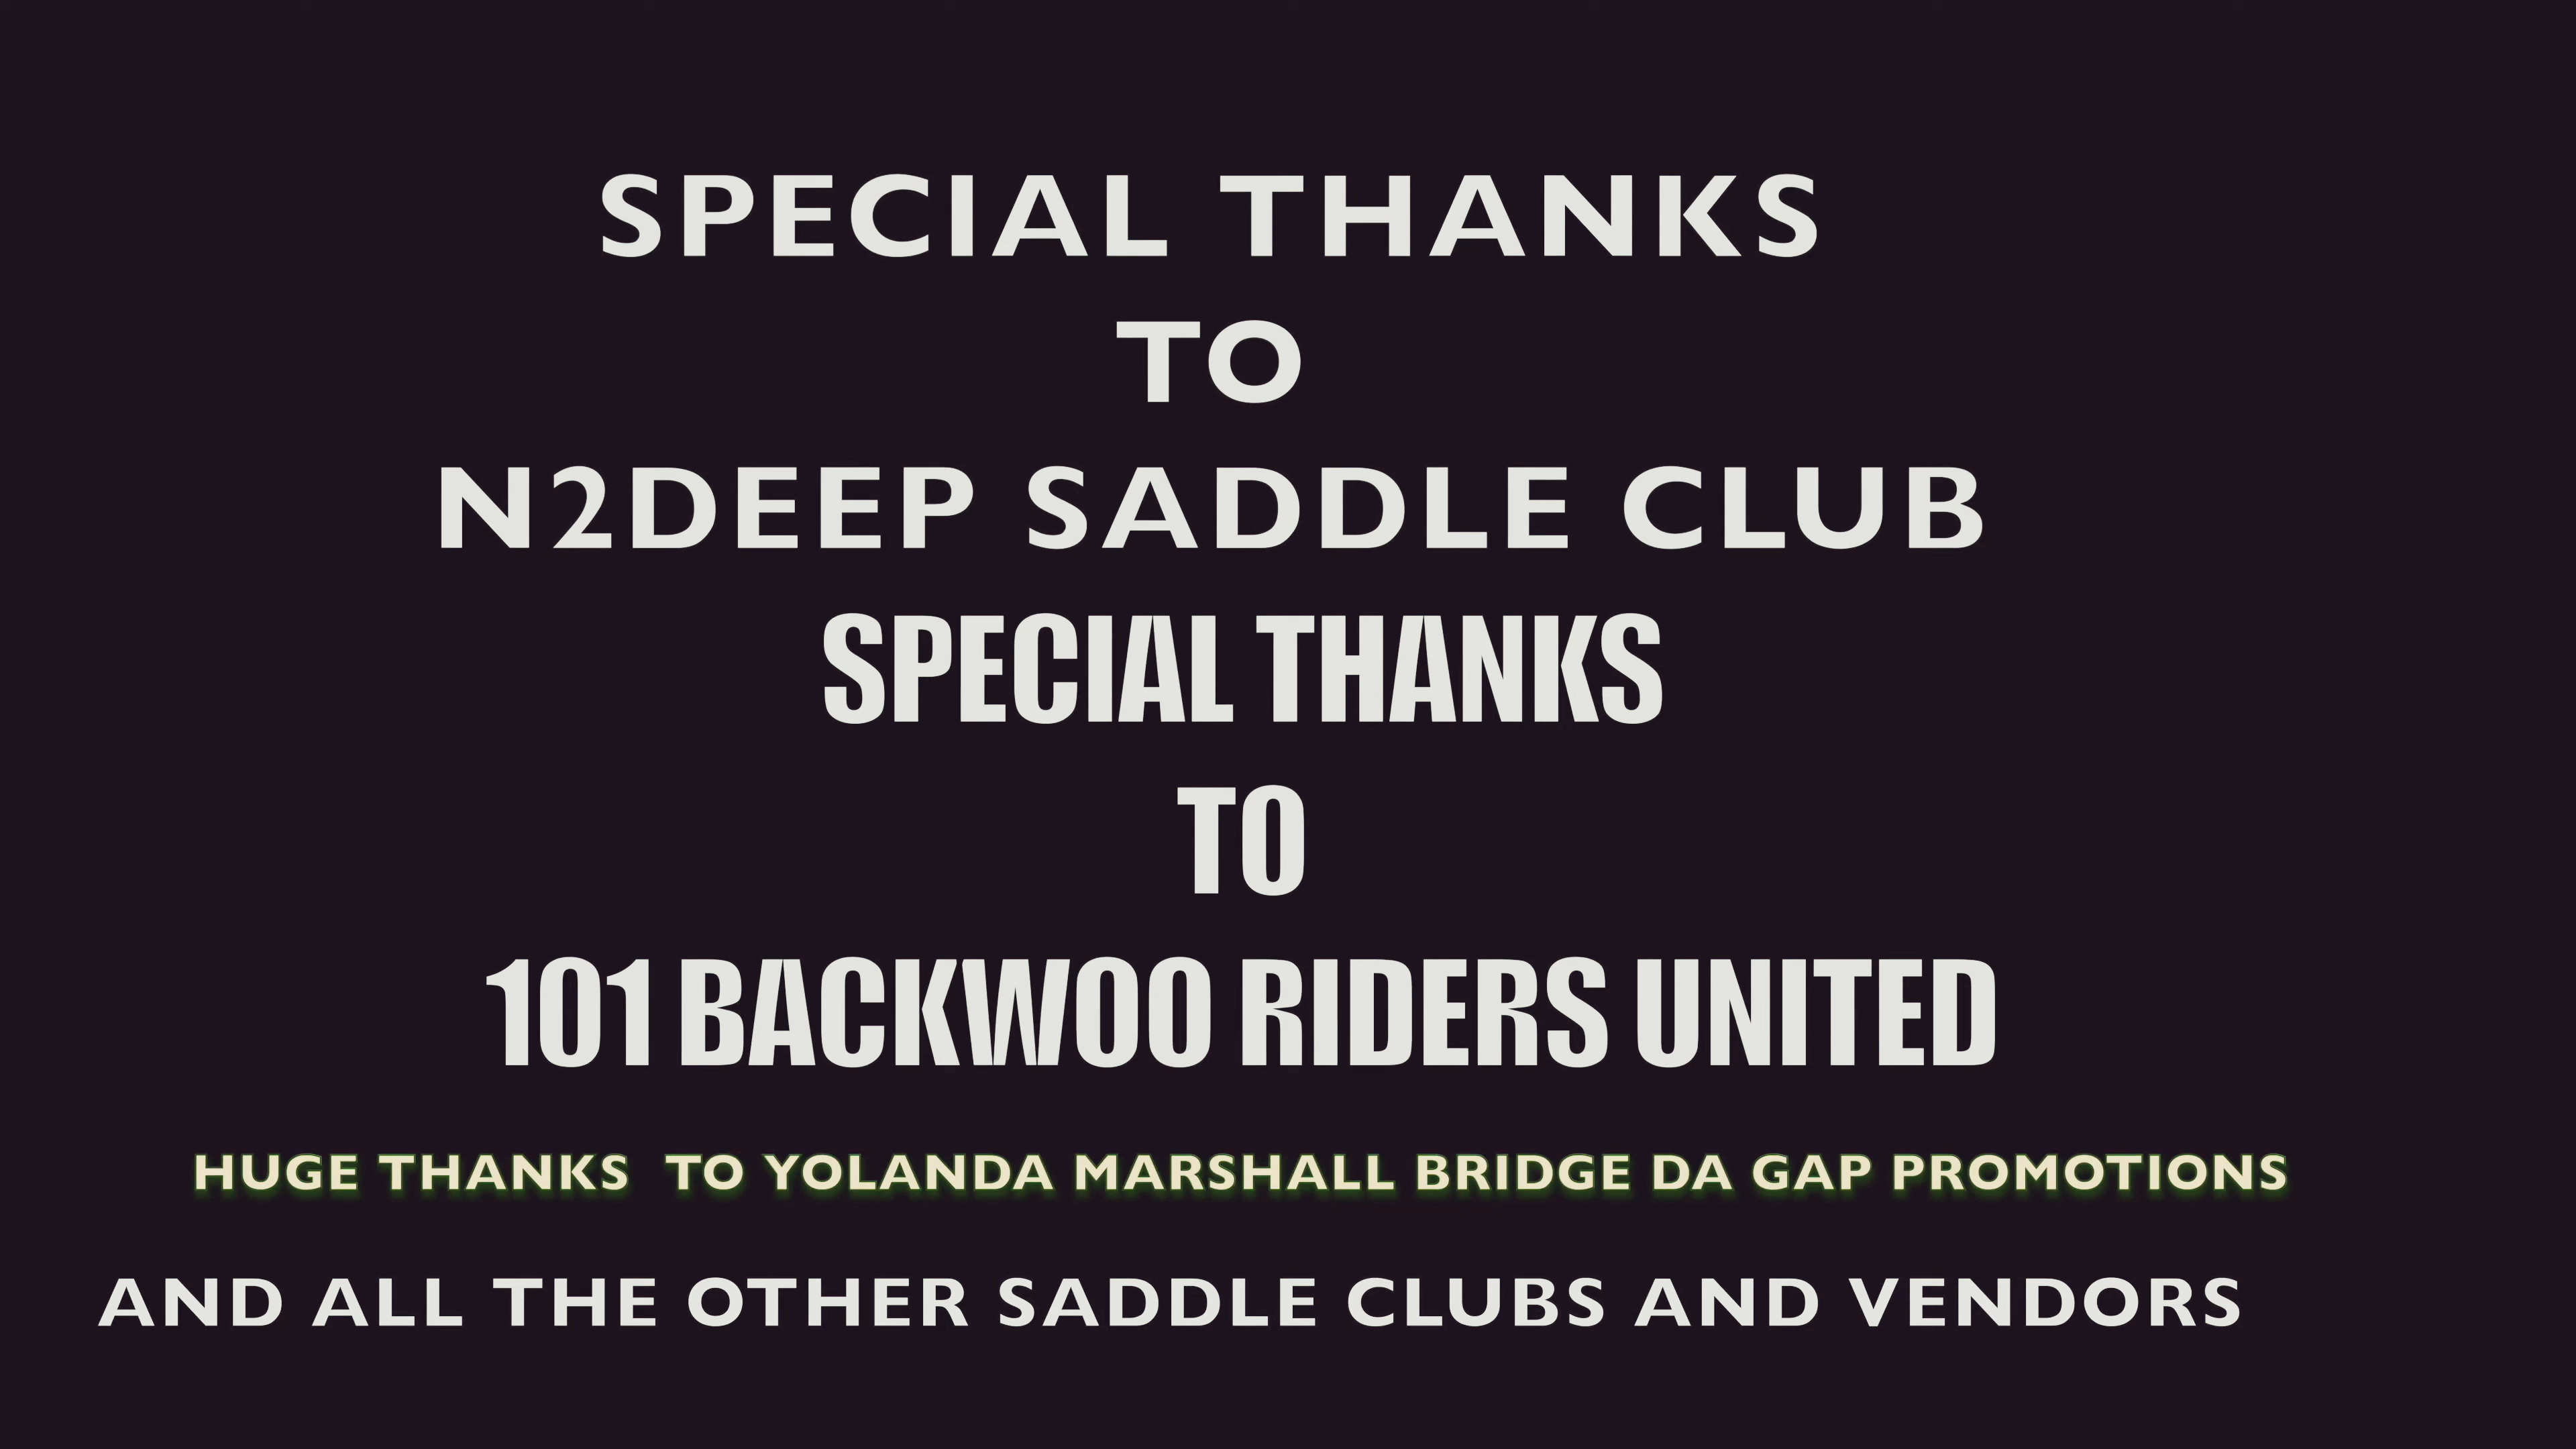 SPECIAL THANKS
TO
N2DEEP SADDLE CLUB
SPECIAL THANKS
TO
101 BACKWOO RIDERS UNITED
HUGE THANKS TO YOLANDA MARSHALL BRIDGE DA GAP PROMOTIONS
AND ALL THE OTHER SADDLE CLUBS AND VENDORS